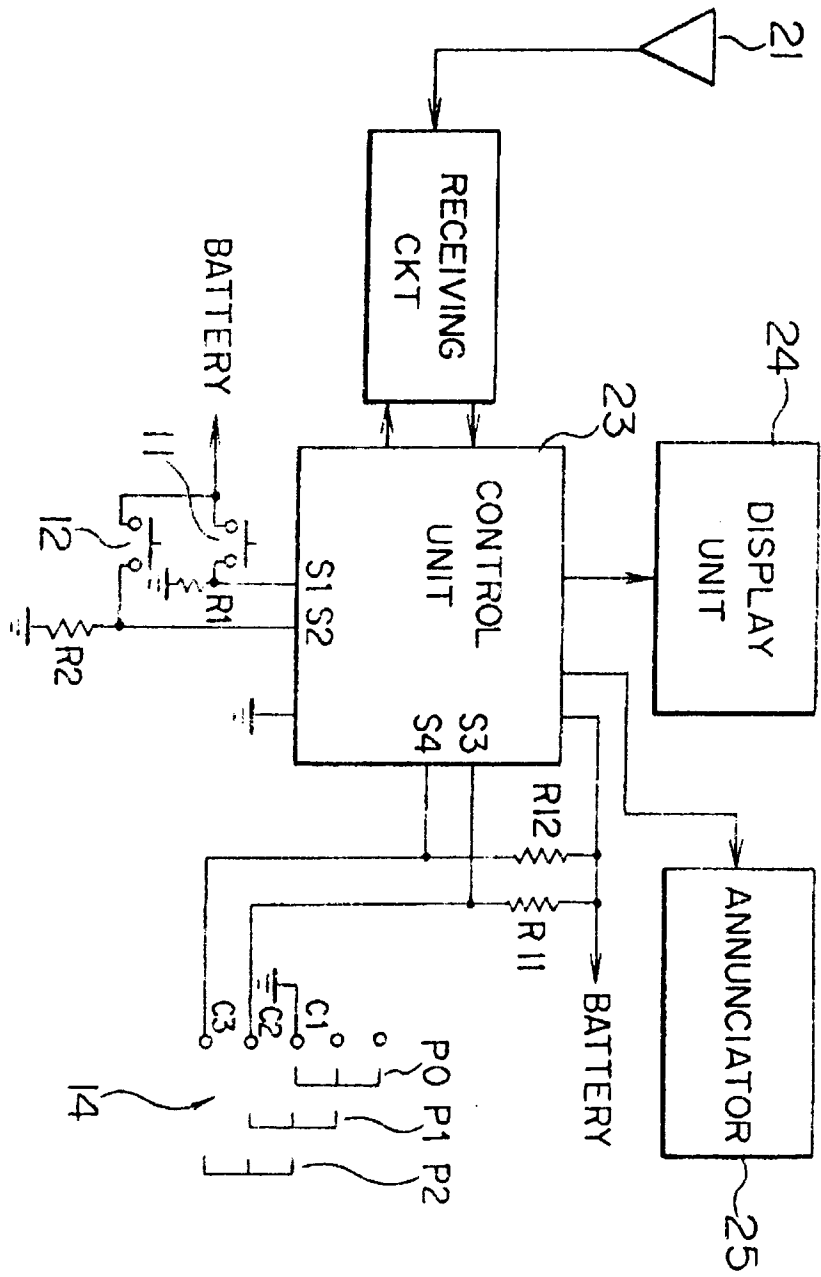 21
RECEIVING
CKT
24
DISPLAY
UNIT
23
CONTROL
UNIT
S1 S2
S3
S4
BATTERY
11
12
R1
R2
R12
R11
BATTERY
ANNUNCIATOR
25
C1
C2
C3
P0
P1
P2
14